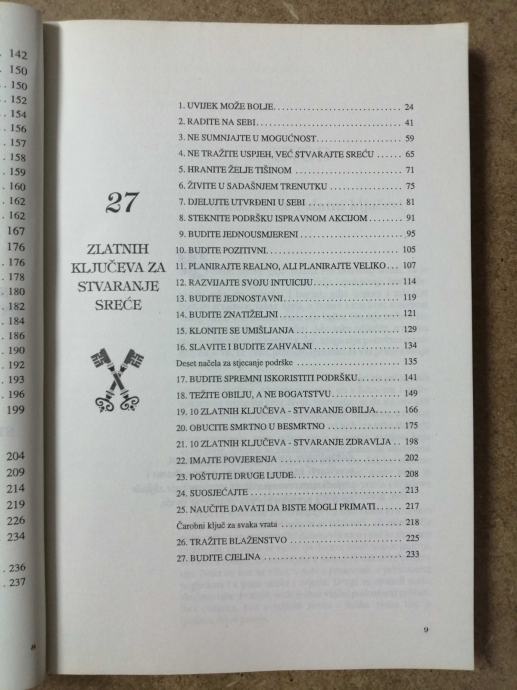 . 142
. 150
. 150
. 152
. 154
. 156
. 157
. 158
. 159
. 160
. 162
. 162
167
176
176
178
. 180
. 182
. 184
. 190
. 192
. 193
. 196
199
204
209
214
219
226
234
. 236
. 237
8
27
ZLATNIH
KLJUČEVA ZA
STVARANJE
SREĆE
1. UVIJEK MOŽE BOLJE. . . . . . . . . . . . . . . . . . . . . . . . . . . . . . 24
2. RADITE NA SEBI . . . . . . . . . . . . . . . . . . . . . . . . . . . . . . . . . 41
3. NE SUMNJAJTE U MOGUĆNOST. . . . . . . . . . . . . . . . . . . . . 59
4. NE TRAŽITE USPJEH, VEĆ STVARAJTE SREĆU . . . . . . 65
5. HRANITE ŽELJE TIŠINOM . . . . . . . . . . . . . . . . . . . . . . . . . 71
6. ŽIVITE U SADAŠNJEM TRENUTKU . . . . . . . . . . . . . . . . . . 75
7. DJELUJTE UTVRĐENI U SEBI . . . . . . . . . . . . . . . . . . . . . . 81
8. STEKNITE PODRŠKU ISPRAVNOM AKCIJOM . . . . . . . . 91
9. BUDITE JEDNOUSMJERENI . . . . . . . . . . . . . . . . . . . . . . . . 95
10. BUDITE POZITIVNI. . . . . . . . . . . . . . . . . . . . . . . . . . . . . . 105
11. PLANIRAJTE REALNO, ALI PLANIRAJTE VELIKO . . . 107
12. RAZVIJAJTE SVOJU INTUICIJU . . . . . . . . . . . . . . . . . . . 114
13. BUDITE JEDNOSTAVNI . . . . . . . . . . . . . . . . . . . . . . . . . . 119
14. BUDITE ZNATIŽELJNI . . . . . . . . . . . . . . . . . . . . . . . . . . . 121
15. KLONITE SE UMIŠLJANJA . . . . . . . . . . . . . . . . . . . . . . . 129
16. SLAVITE I BUDITE ZAHVALNI . . . . . . . . . . . . . . . . . . . 134
Deset načela za stjecanje podrške . . . . . . . . . . . . . . . . . . . . . . . . 135
17. BUDITE SPREMNI ISKORISTITI PODRŠKU. . . . . . . . . . 141
18. TEŽITE OBILJU, A NE BOGATSTVU . . . . . . . . . . . . . . . 149
19. 10 ZLATNIH KLJUČEVA - STVARANJE OBILJA. . . . . . 166
20. OBUCITE SMRTNO U BESMRTNO . . . . . . . . . . . . . . . . . 175
21. 10 ZLATNIH KLJUČEVA - STVARANJE ZDRAVLJA . . 198
22. IMAJTE POVJERENJA . . . . . . . . . . . . . . . . . . . . . . . . . . . . 202
23. POŠTUJTE DRUGE LJUDE. . . . . . . . . . . . . . . . . . . . . . . . . 208
24. SUOSJEĆAJTE . . . . . . . . . . . . . . . . . . . . . . . . . . . . . . . . . . 213
25. NAUČITE DAVATI DA BISTE MOGLI PRIMATI . . . . . . 217
Čarobni ključ za svaka vrata . . . . . . . . . . . . . . . . . . . . . . . . . . . . 218
26. TRAŽITE BLAŽENSTVO . . . . . . . . . . . . . . . . . . . . . . . . . . 225
27. BUDITE CJELINA . . . . . . . . . . . . . . . . . . . . . . . . . . . . . . . 233
9